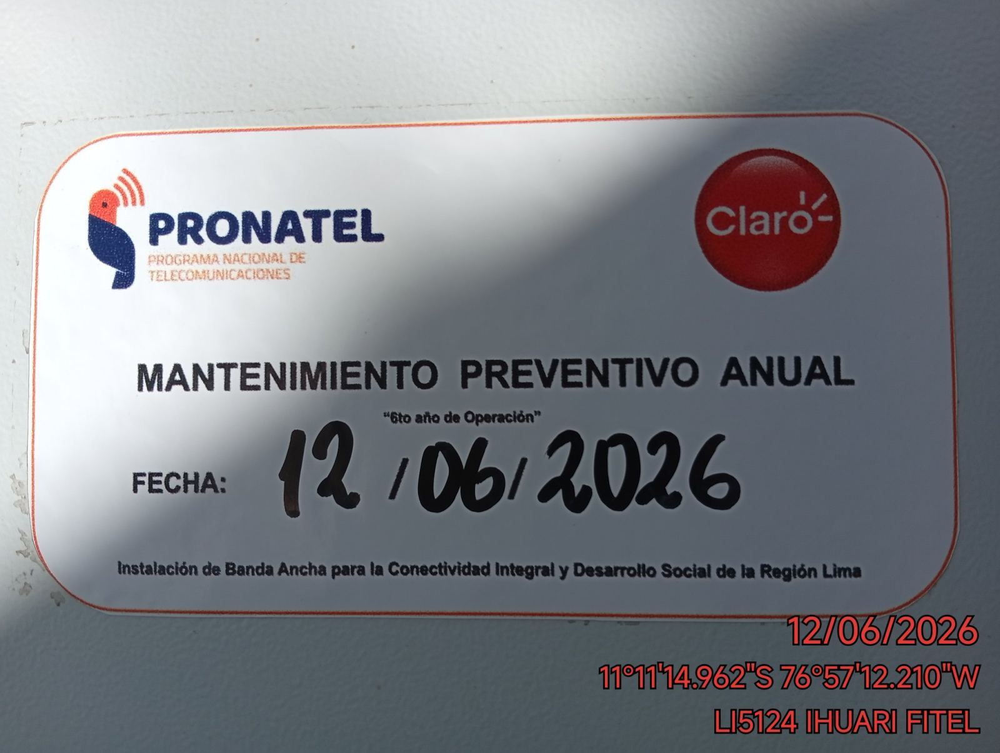 PRONATEL
PROGRAMA NACIONAL DE
TELECOMUNICACIONES
Claro
MANTENIMIENTO PREVENTIVO ANUAL
“6to año de Operación”
FECHA: 12/06/2026
Instalación de Banda Ancha para la Conectividad Integral y Desarrollo Social de la Región Lima
12/06/2026
11°11'14.962"S 76°57'12.210"W
LI5124 IHUARI FITEL